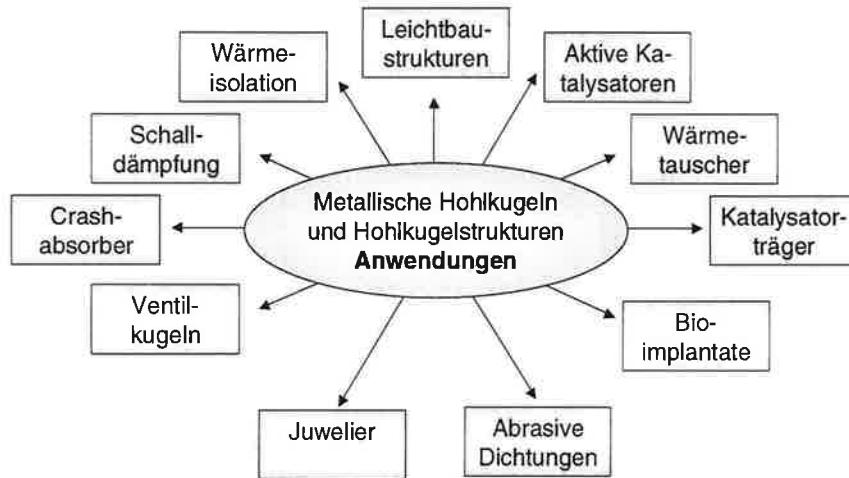 Leichtbau-
strukturen
Wärme-
isolation
Aktive Ka-
talysatoren
Schall-
dämpfung
Wärme-
tauscher
Metallische Hohlkugeln
und Hohlkugelstrukturen
Anwendungen
Crash-
absorber
Katalysator-
träger
Ventil-
kugeln
Bio-
implantate
Juwelier
Abrasive
Dichtungen